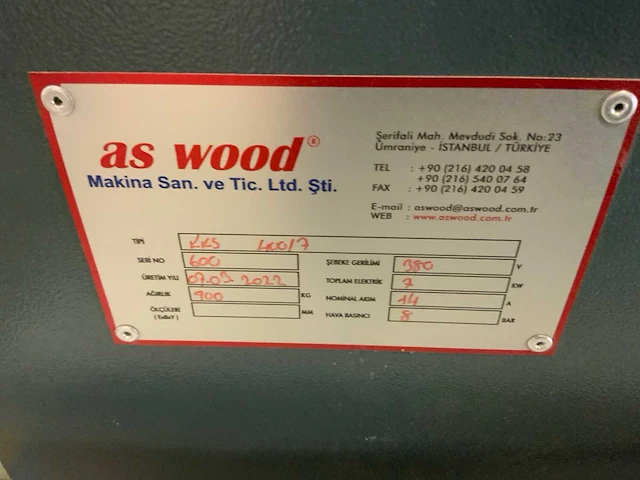 as wood®
Makina San. ve Tic. Ltd. Şti.
Şerifali Mah. Mevdudi Sok. No:23
Ümraniye - İSTANBUL / TÜRKİYE
TEL : +90 (216) 420 04 58
+90 (216) 540 07 64
FAX : +90 (216) 420 04 59
E-mail : aswood@aswood.com.tr
WEB : www.aswood.com.tr
TİPİ KKS 400/7
SERİ NO 600
ÜRETİM YILI 07.03.2022
AĞIRLIK 900 KG
ÖLÇÜLERİ MM
(ExBxY)
ŞEBEKE GERİLİMİ 380 V
TOPLAM ELEKTRİK 7 KW
NOMİNAL AKIM 14 A
HAVA BASINCI 8 BAR